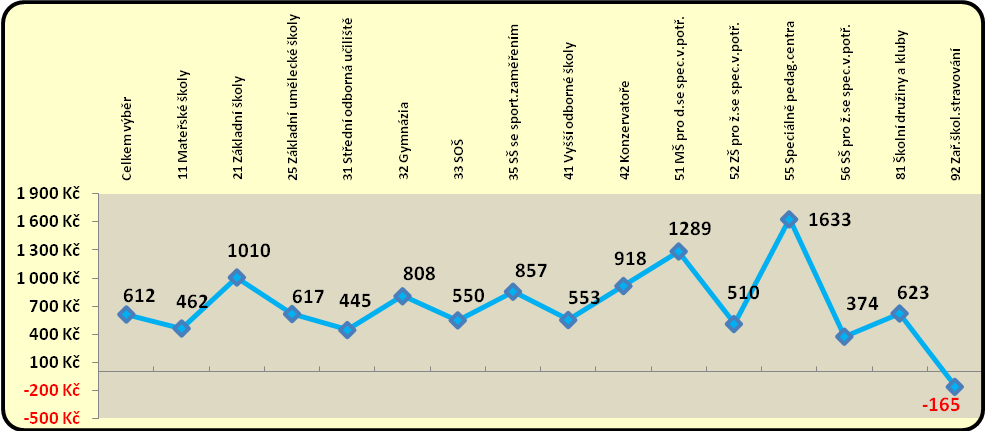 Celkem výběr
11 Mateřské školy
21 Základní školy
25 Základní umělecké školy
31 Střední odborná učiliště
32 Gymnázia
33 SOŠ
35 SŠ se sport.zaměřením
41 Vyšší odborné školy
42 Konzervatoře
51 MŠ pro d.se spec.v.potř.
52 ZŠ pro ž.se spec.v.potř.
55 Speciálně pedag.centra
56 SŠ pro ž.se spec.v.potř.
81 Školní družiny a kluby
92 Zař.škol.stravování
1 900 Kč
1 600 Kč
1 300 Kč
1 000 Kč
700 Kč
400 Kč
100 Kč
-200 Kč
-500 Kč
612
462
1010
617
445
808
550
857
553
918
1289
510
1633
374
623
-165